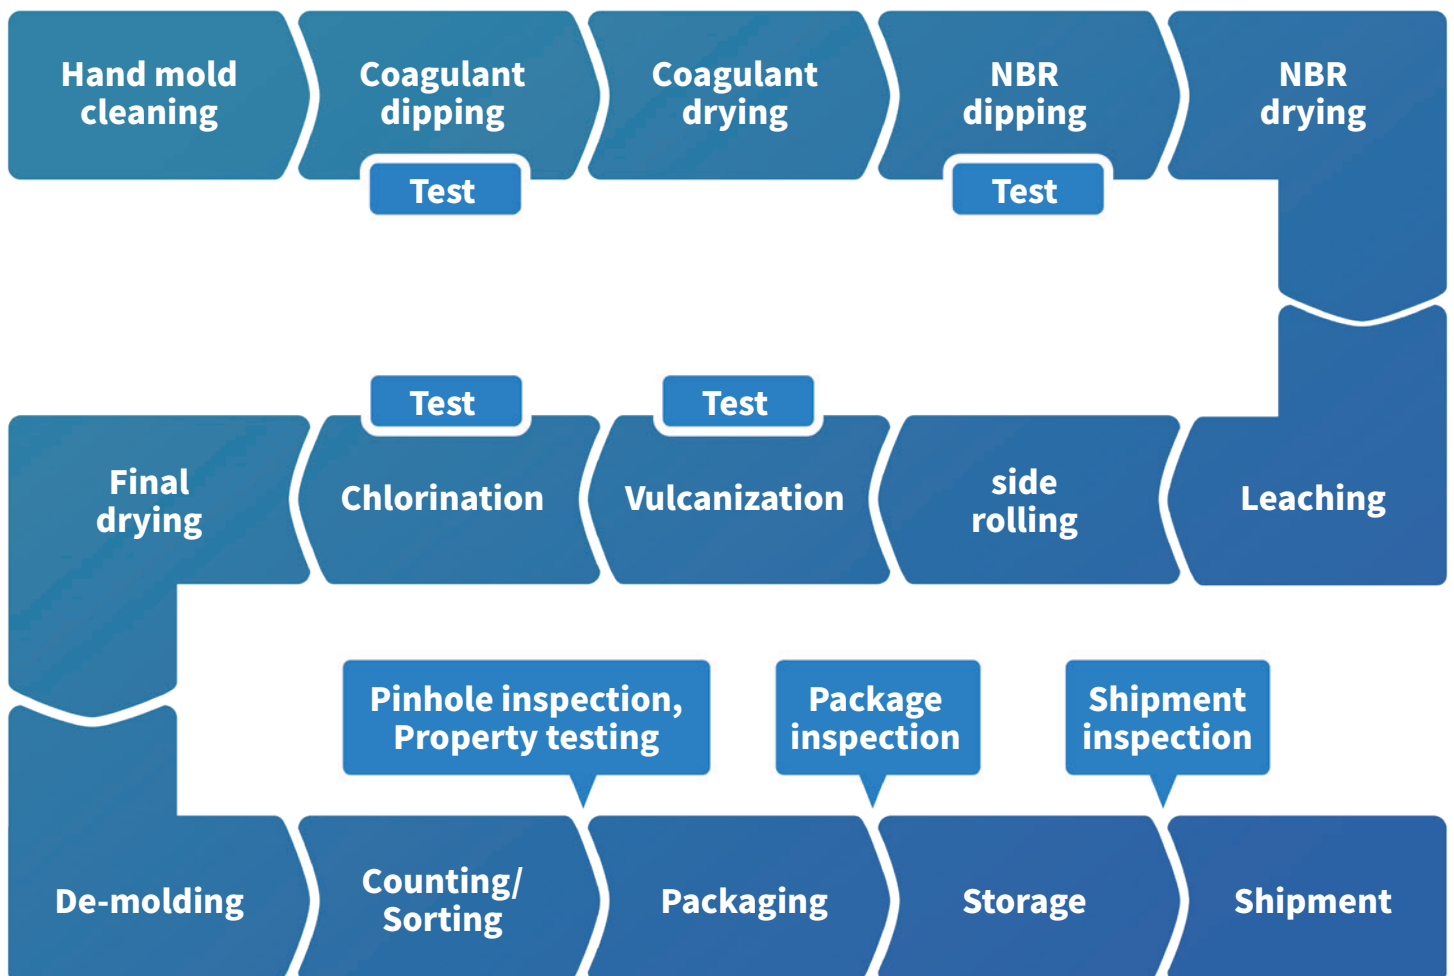 Hand mold
cleaning
Coagulant
dipping
Test
Coagulant
drying
NBR
dipping
Test
NBR
drying
Leaching
side
rolling
Test
Vulcanization
Test
Chlorination
Final
drying
De-molding
Counting/
Sorting
Pinhole inspection,
Property testing
Packaging
Package
inspection
Storage
Shipment
inspection
Shipment